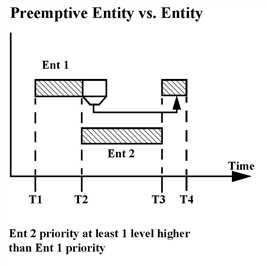 Preemptive Entity vs. Entity
Ent 1
Ent 2
Time
T1
T2
T3
T4
Ent 2 priority at least 1 level higher
than Ent 1 priority